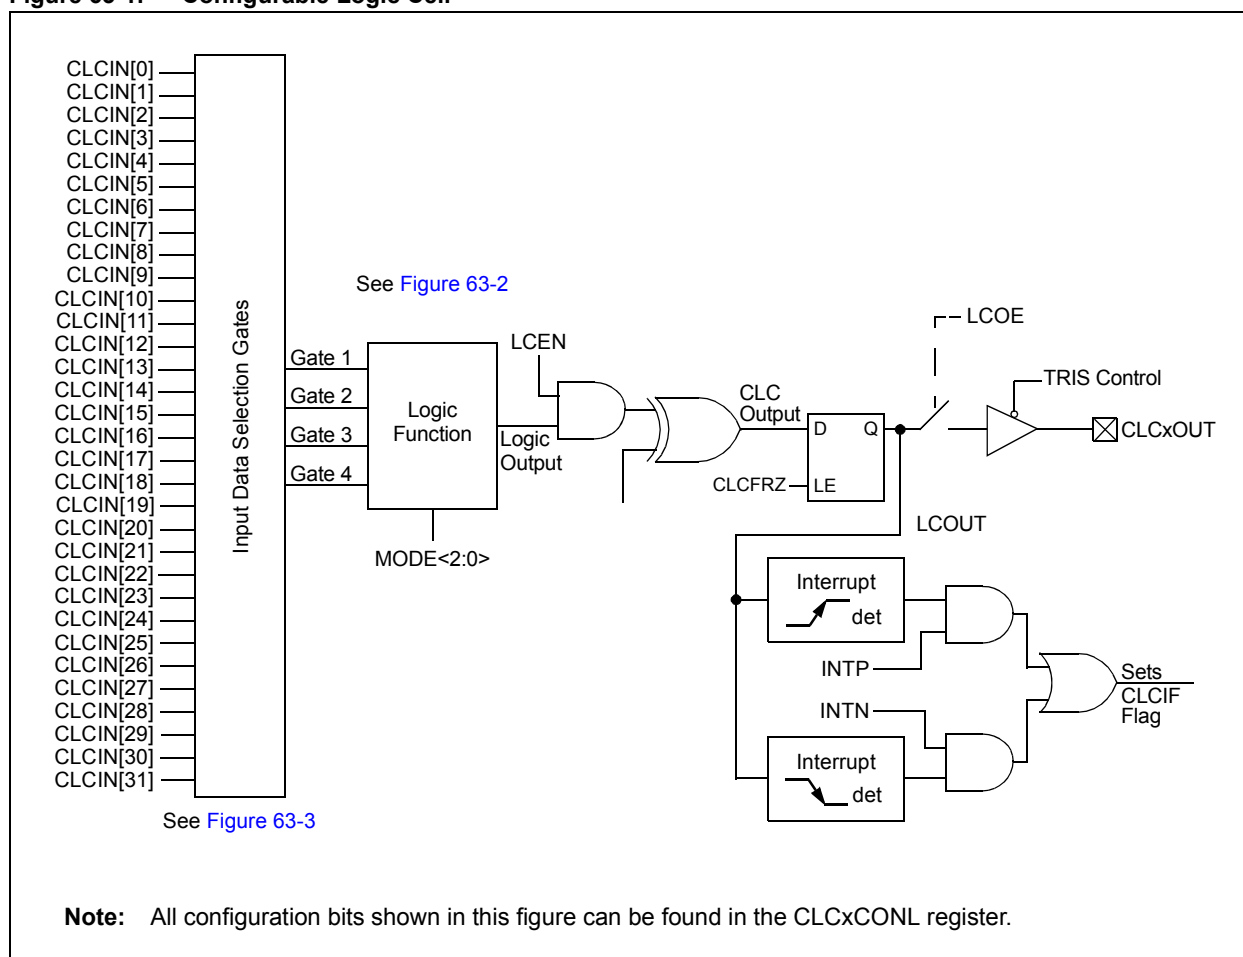 CLCIN[0]
CLCIN[1]
CLCIN[2]
CLCIN[3]
CLCIN[4]
CLCIN[5]
CLCIN[6]
CLCIN[7]
CLCIN[8]
CLCIN[9]
CLCIN[10]
CLCIN[11]
CLCIN[12]
CLCIN[13]
CLCIN[14]
CLCIN[15]
CLCIN[16]
CLCIN[17]
CLCIN[18]
CLCIN[19]
CLCIN[20]
CLCIN[21]
CLCIN[22]
CLCIN[23]
CLCIN[24]
CLCIN[25]
CLCIN[26]
CLCIN[27]
CLCIN[28]
CLCIN[29]
CLCIN[30]
CLCIN[31]
Input Data Selection Gates
See Figure 63-3
See Figure 63-2
Gate 1
Gate 2
Gate 3
Gate 4
Logic
Function
MODE<2:0>
LCEN
Logic
Output
CLC
Output
D
Q
CLCFRZ
LE
LCOE
TRIS Control
CLCxOUT
LCOUT
Interrupt
det
INTP
INTN
Interrupt
det
Sets
CLCIF
Flag
Note: All configuration bits shown in this figure can be found in the CLCxCONL register.